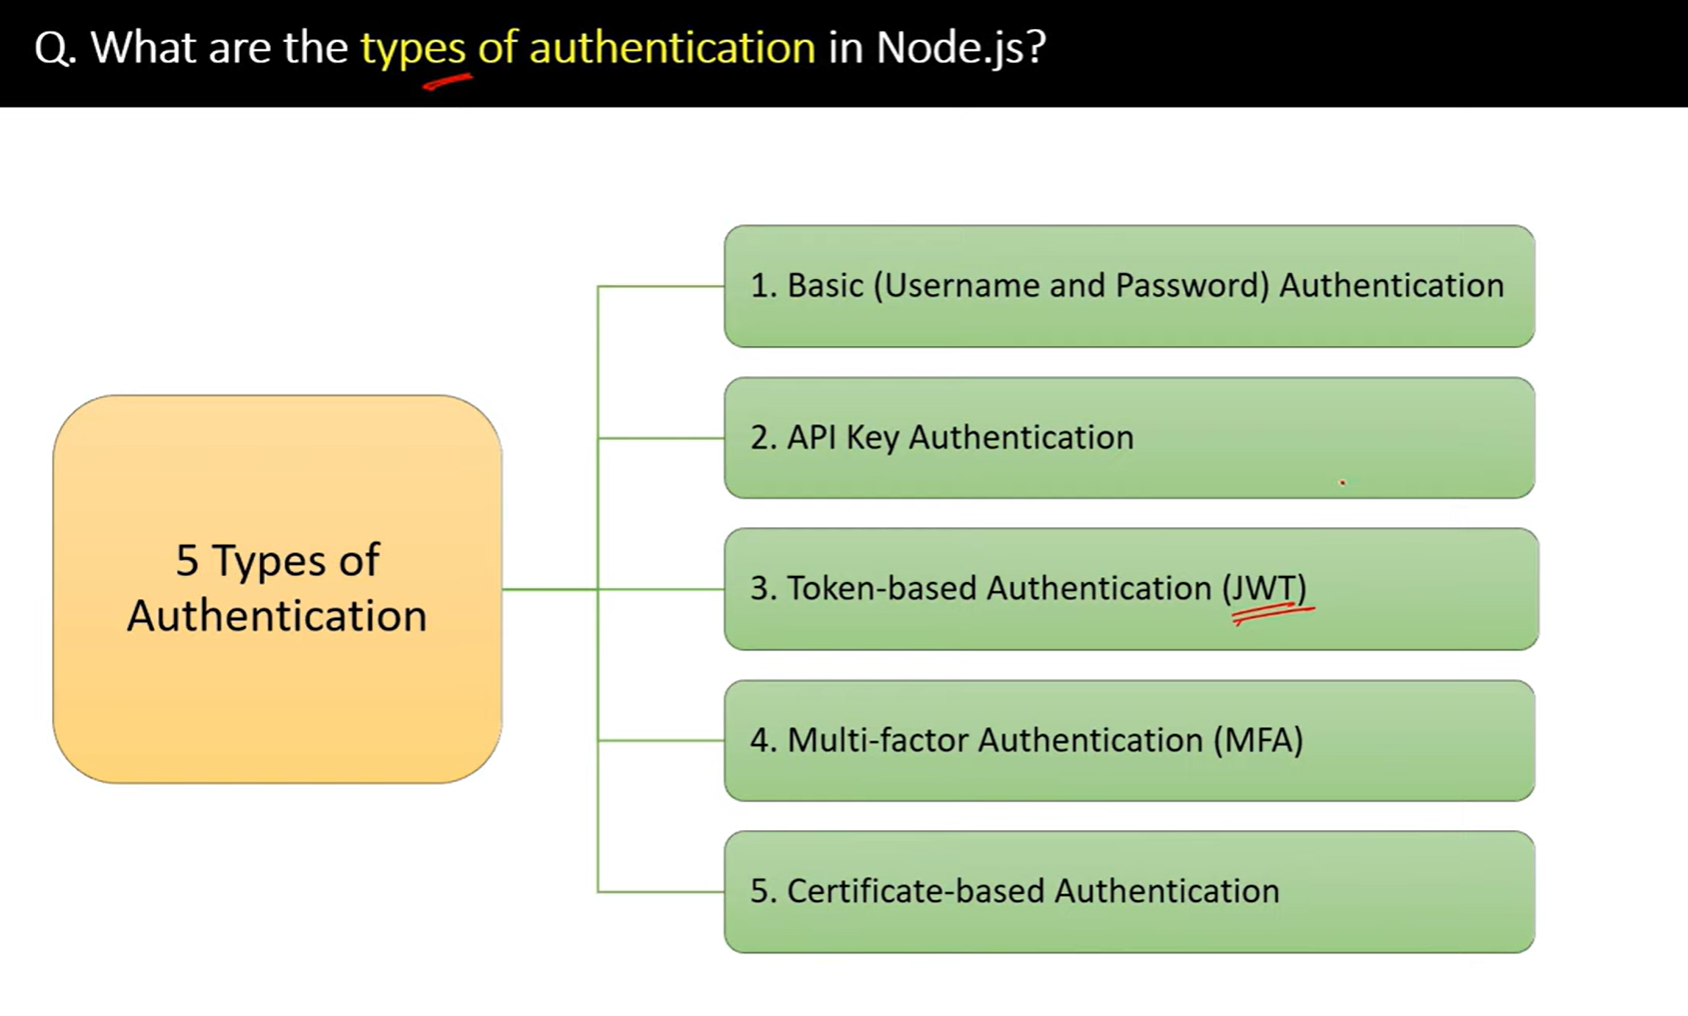 Q. What are the types of authentication in Node.js?
5 Types of
Authentication
1. Basic (Username and Password) Authentication
2. API Key Authentication
3. Token-based Authentication (JWT)
4. Multi-factor Authentication (MFA)
5. Certificate-based Authentication